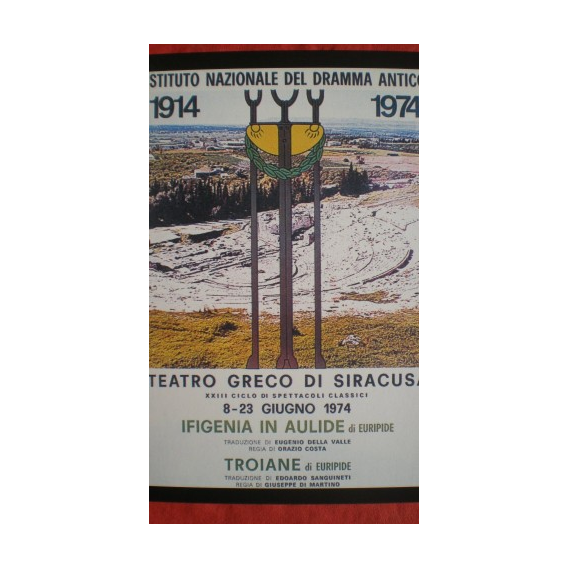 STITUTO NAZIONALE DEL DRAMMA ANTICO
1914 1974
TEATRO GRECO DI SIRACUSA
XXIII CICLO DI SPETTACOLI CLASSICI
8-23 GIUGNO 1974
IFIGENIA IN AULIDE di EURIPIDE
TRADUZIONE DI EUGENIO DELLA VALLE
REGIA DI ORAZIO COSTA
TROIANE di EURIPIDE
TRADUZIONE DI EDOARDO SANGUINETI
REGIA DI GIUSEPPE DI MARTINO